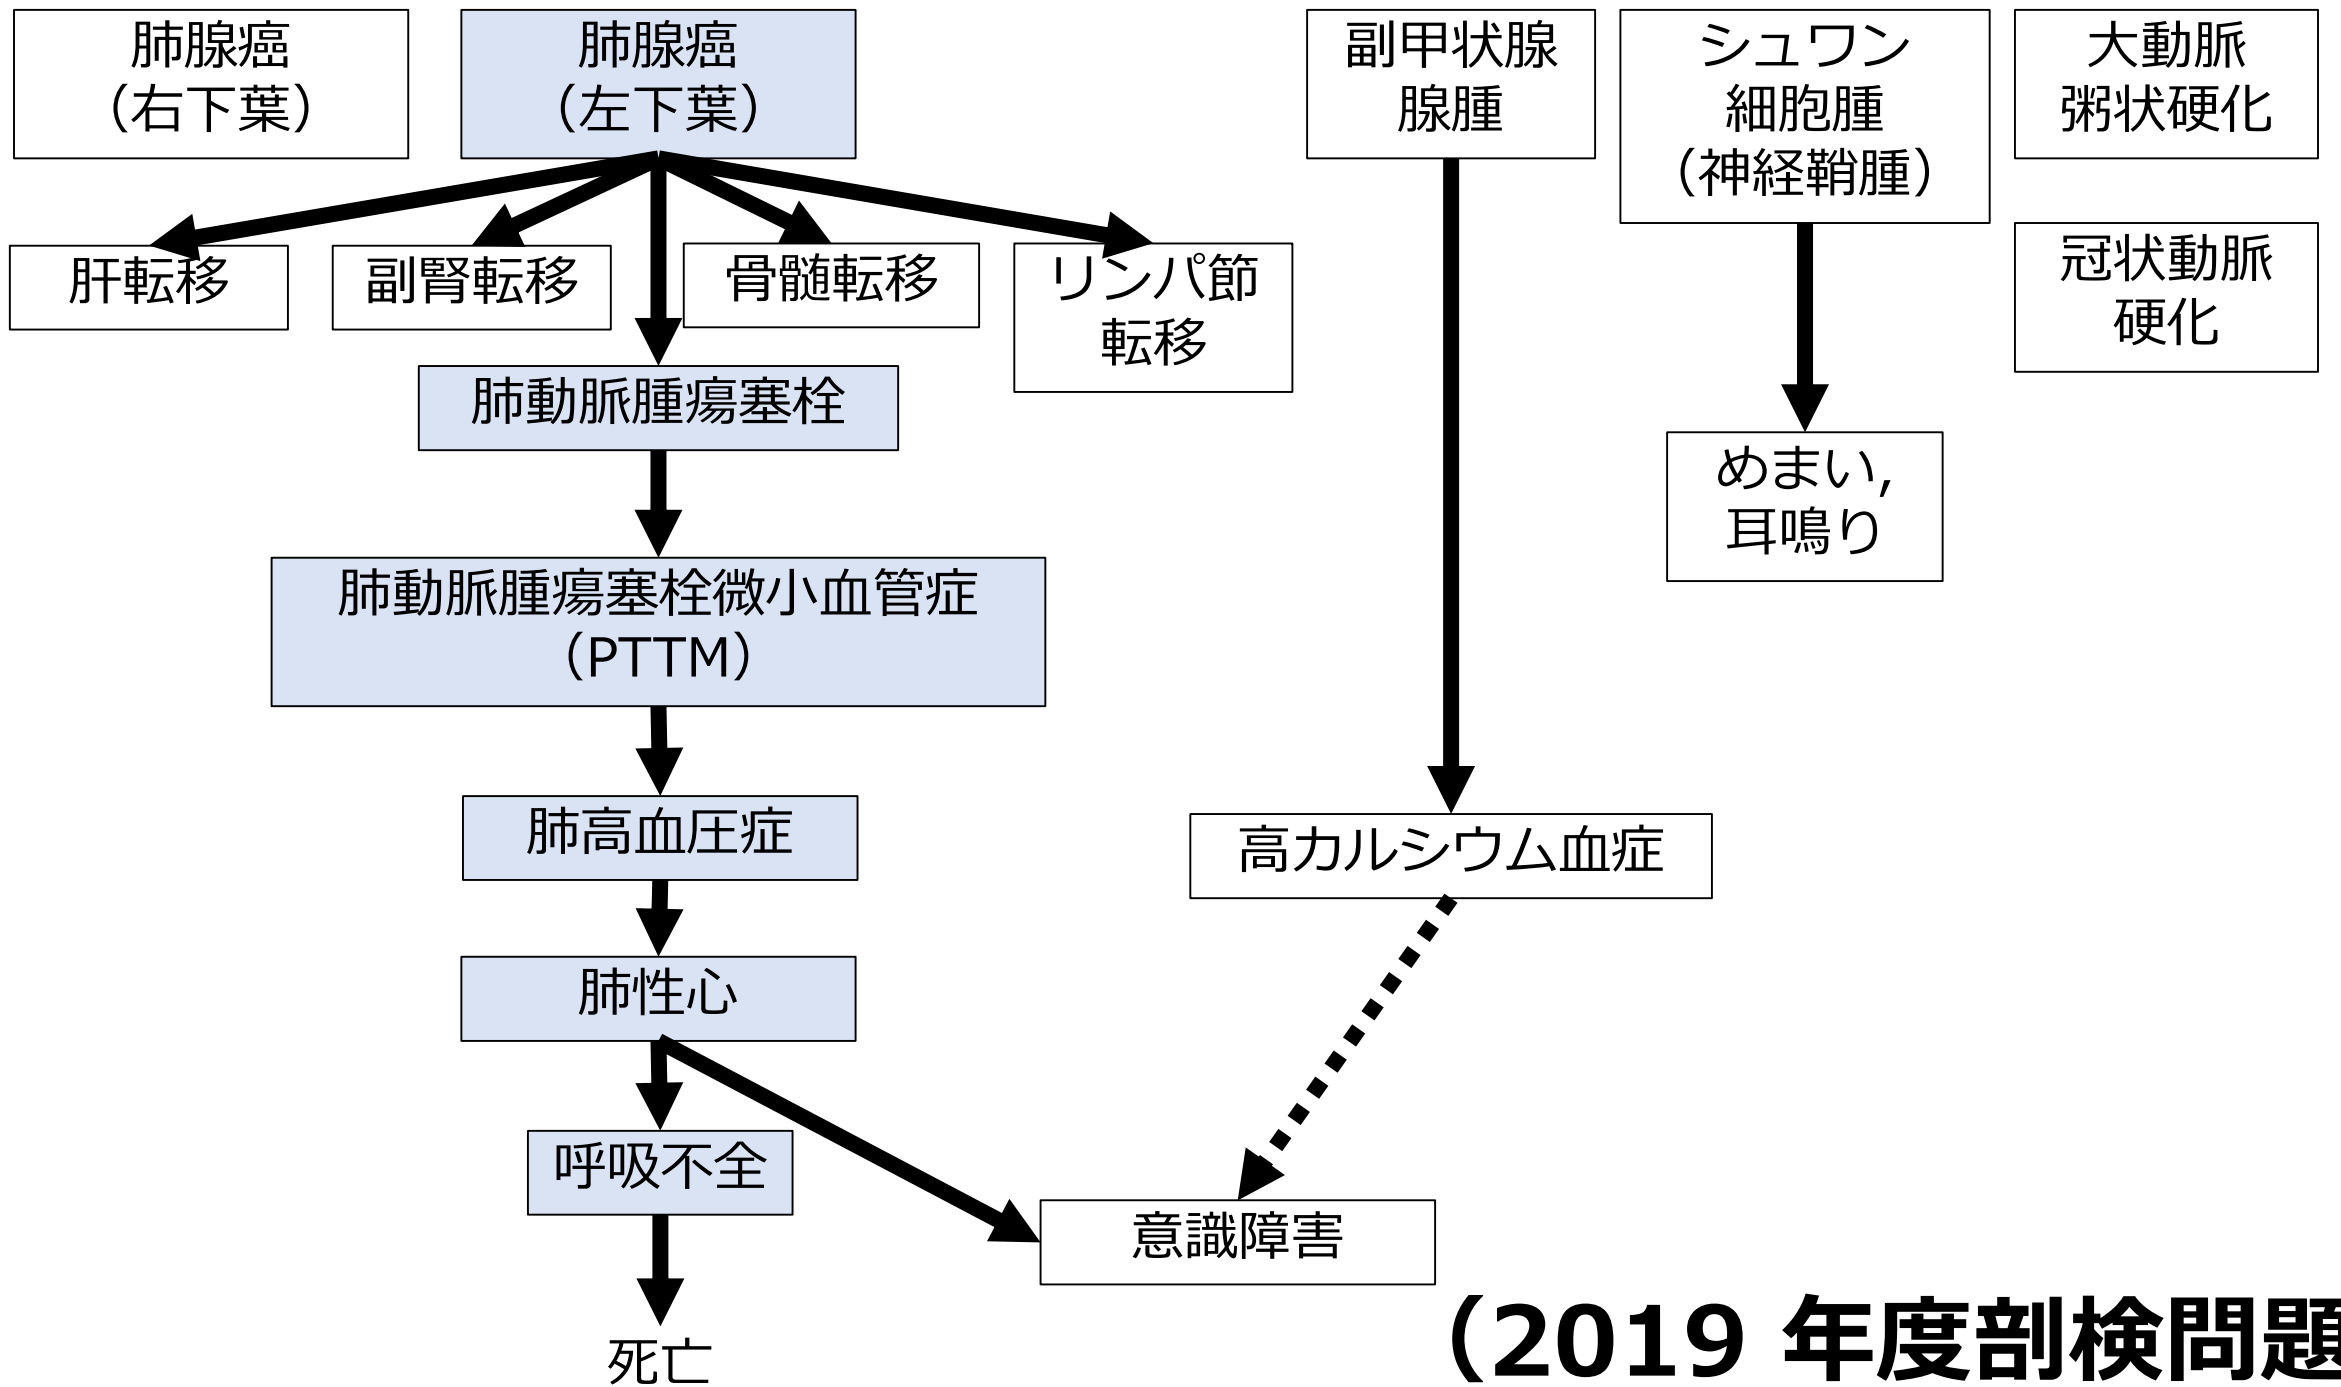 肺腺癌
（右下葉）
肺腺癌
（左下葉）
副甲状腺
腺腫
シュワン
細胞腫
（神経鞘腫）
大動脈
粥状硬化
肝転移
副腎転移
骨髄転移
リンパ節
転移
冠状動脈
硬化
肺動脈腫瘍塞栓
めまい,
耳鳴り
肺動脈腫瘍塞栓微小血管症
（PTTM）
肺高血圧症
高カルシウム血症
肺性心
呼吸不全
意識障害
死亡
（2019 年度剖検問題